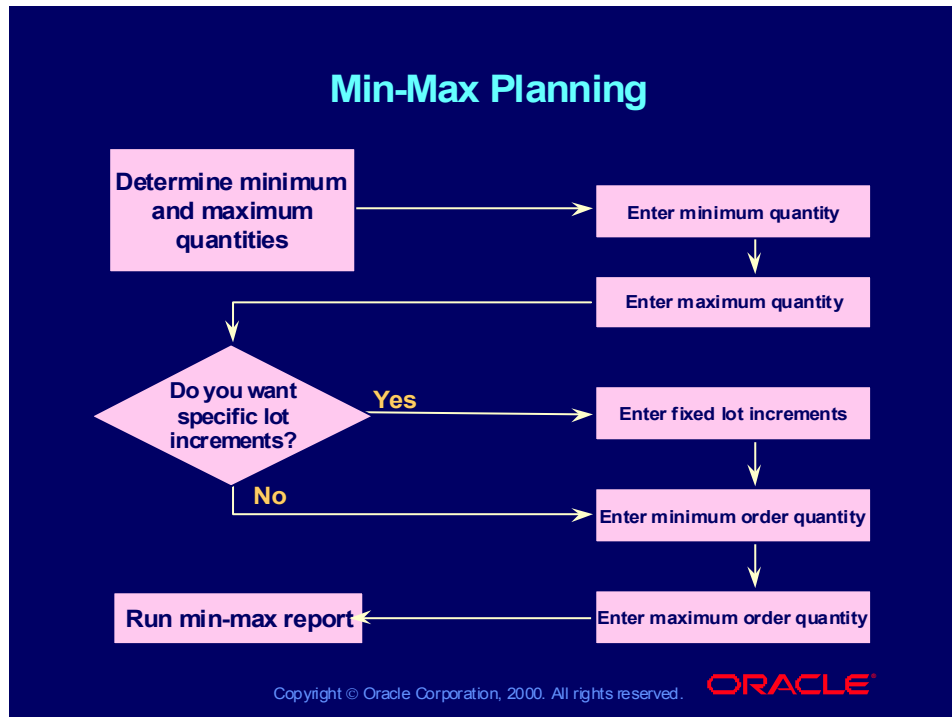 Min-Max Planning
Determine minimum
and maximum
quantities
Enter minimum quantity
Enter maximum quantity
Do you want
specific lot
increments?
Yes
Enter fixed lot increments
No
Enter minimum order quantity
Enter maximum order quantity
Run min-max report
Copyright © Oracle Corporation, 2000. All rights reserved.
ORACLE®